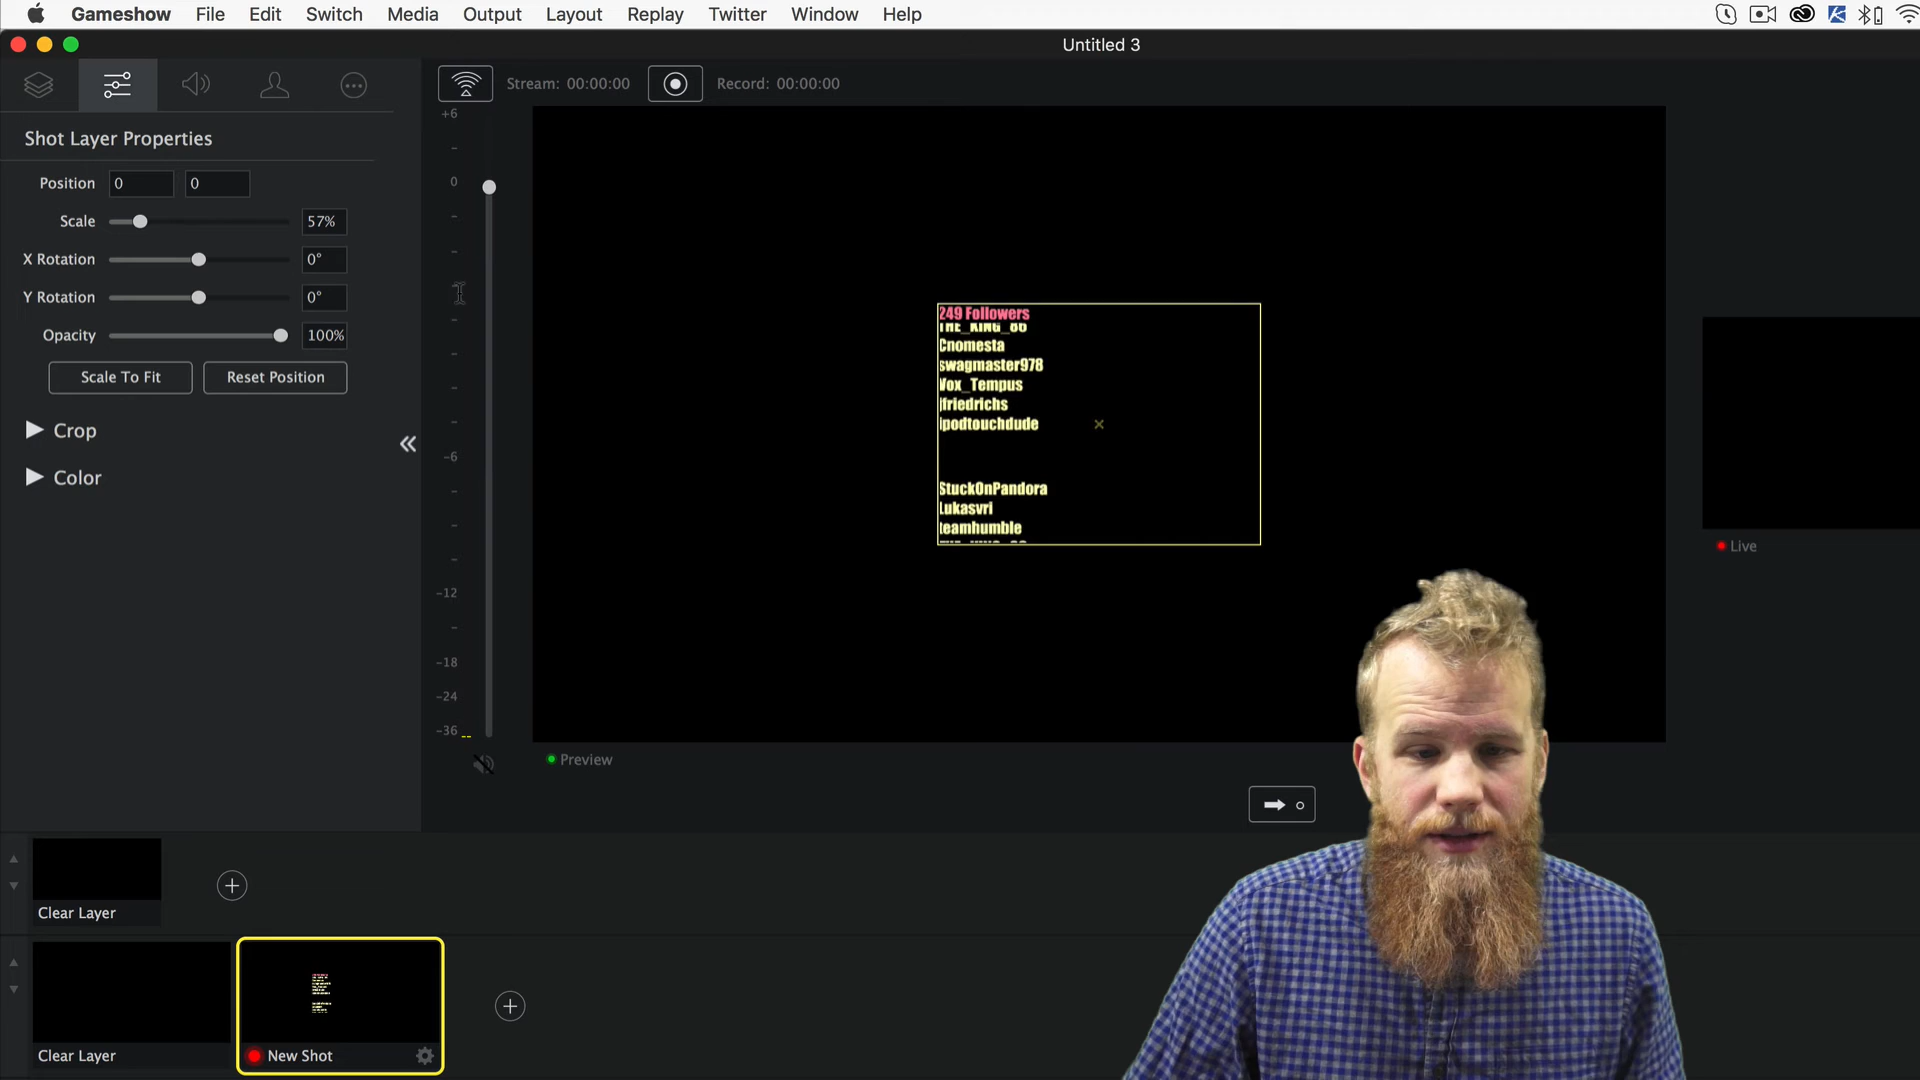 Gameshow File Edit Switch Media Output Layout Replay Twitter Window Help
Untitled 3
Stream: 00:00:00 Record: 00:00:00
Shot Layer Properties
Position 0 0
Scale 57%
X Rotation 0°
Y Rotation 0°
Opacity 100%
Scale To Fit Reset Position
Crop
Color
+6
0
-6
-12
-18
-24
-36
249 Followers
THE_KING_86
Cnomesta
swagmaster978
Vox_Tempus
jfriedrichs
ipodtouchdude
StuckOnPandora
Lukasvri
teamhumble
Live
Preview
Clear Layer
Clear Layer
New Shot